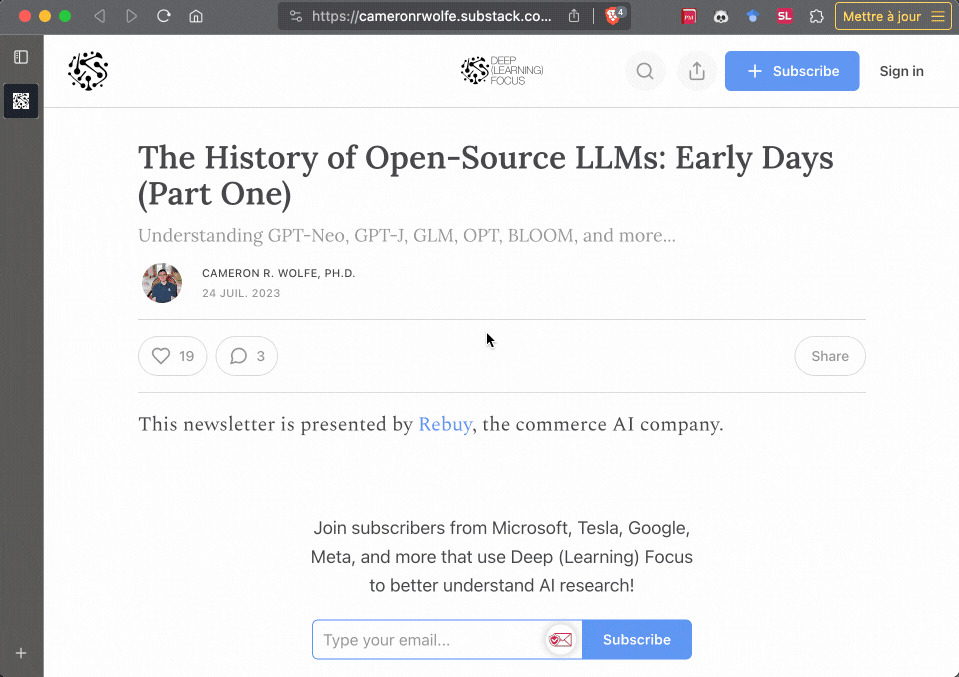 https://cameronrwolfe.substack.co...
4
PM
SL
Mettre à jour
DEEP
(LEARNING)
FOCUS
Subscribe
Sign in
The History of Open-Source LLMs: Early Days
(Part One)
Understanding GPT-Neo, GPT-J, GLM, OPT, BLOOM, and more...
CAMERON R. WOLFE, PH.D.
24 JUIL. 2023
19
3
Share
This newsletter is presented by Rebuy, the commerce AI company.
Join subscribers from Microsoft, Tesla, Google,
Meta, and more that use Deep (Learning) Focus
to better understand AI research!
Type your email...
Subscribe